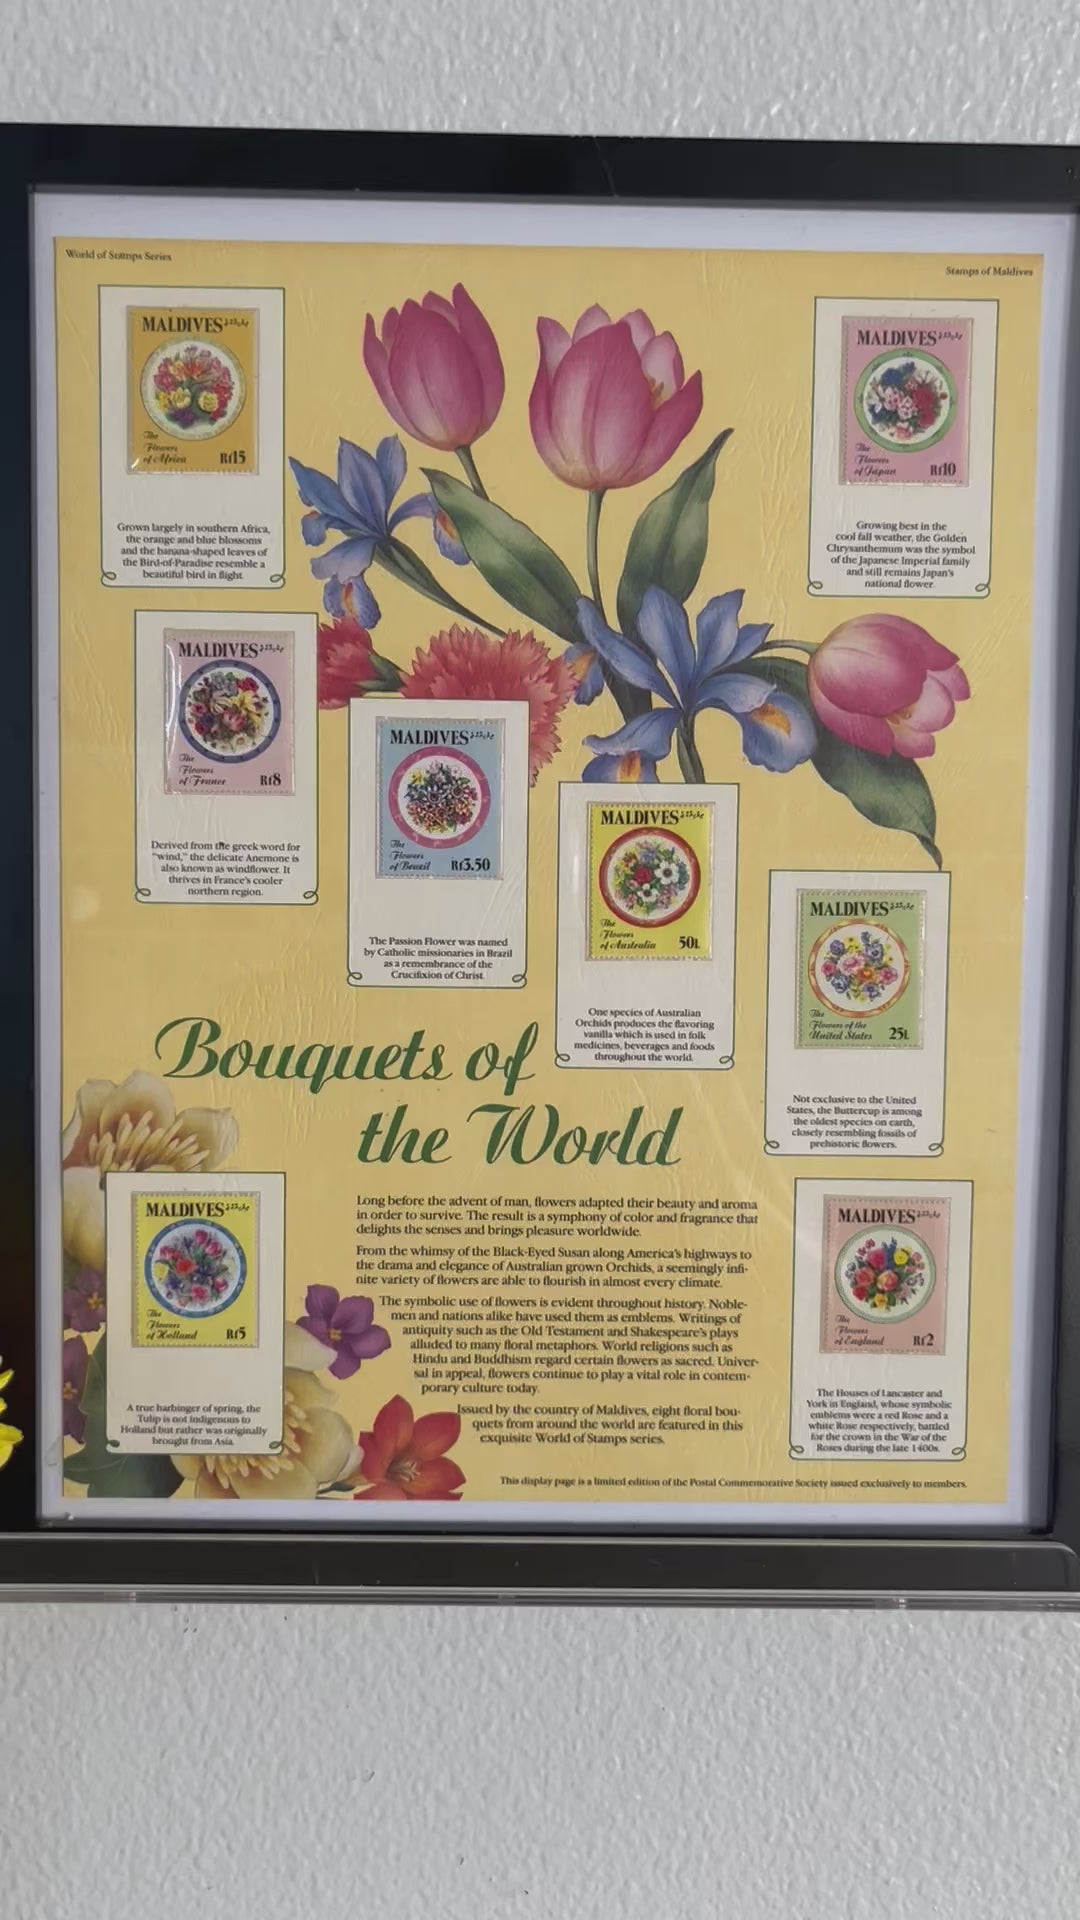 World of Stamps Series
Stamps of Maldives
MALDIVES
The
Flowers
of Africa
Rf15
Grown largely in southern Africa,
the orange and blue blossoms
and the banana-shaped leaves of
the Bird-of-Paradise resemble a
beautiful bird in flight.
MALDIVES
The
Flowers
of Japan
Rf10
Growing best in the
cool fall weather, the Golden
Chrysanthemum was the symbol
of the Japanese Imperial family
and still remains Japan's
national flower.
MALDIVES
The
Flowers
of France
Rf8
Derived from the greek word for
"wind," the delicate Anemone is
also known as windflower. It
thrives in France's cooler
northern region.
MALDIVES
The
Flowers
of Brazil
Rf3.50
The Passion Flower was named
by Catholic missionaries in Brazil
as a remembrance of the
Crucifixion of Christ.
MALDIVES
The
Flowers
of Australia
50L
One species of Australian
Orchids produces the flavoring
vanilla which is used in folk
medicines, beverages and foods
throughout the world.
MALDIVES
The
Flowers of the
United States
25L
Not exclusive to the United
States, the Buttercup is among
the oldest species on earth,
closely resembling fossils of
prehistoric flowers.
Bouquets of
the World
MALDIVES
The
Flowers
of Holland
Rf5
A true harbinger of spring, the
Tulip is not indigenous to
Holland but rather was originally
brought from Asia.
Long before the advent of man, flowers adapted their beauty and aroma
in order to survive. The result is a symphony of color and fragrance that
delights the senses and brings pleasure worldwide.
From the whimsy of the Black-Eyed Susan along America's highways to
the drama and elegance of Australian grown Orchids, a seemingly infi-
nite variety of flowers are able to flourish in almost every climate.
The symbolic use of flowers is evident throughout history. Noble-
men and nations alike have used them as emblems. Writings of
antiquity such as the Old Testament and Shakespeare's plays
alluded to many floral metaphors. World religions such as
Hindu and Buddhism regard certain flowers as sacred. Univer-
sal in appeal, flowers continue to play a vital role in contem-
porary culture today.
Issued by the country of Maldives, eight floral bou-
quets from around the world are featured in this
exquisite World of Stamps series.
MALDIVES
The
Flowers
of England
Rf2
The Houses of Lancaster and
York in England, whose symbolic
emblems were a red Rose and a
white Rose respectively, battled
for the crown in the War of the
Roses during the late 1400s.
This display page is a limited edition of the Postal Commemorative Society issued exclusively to members.